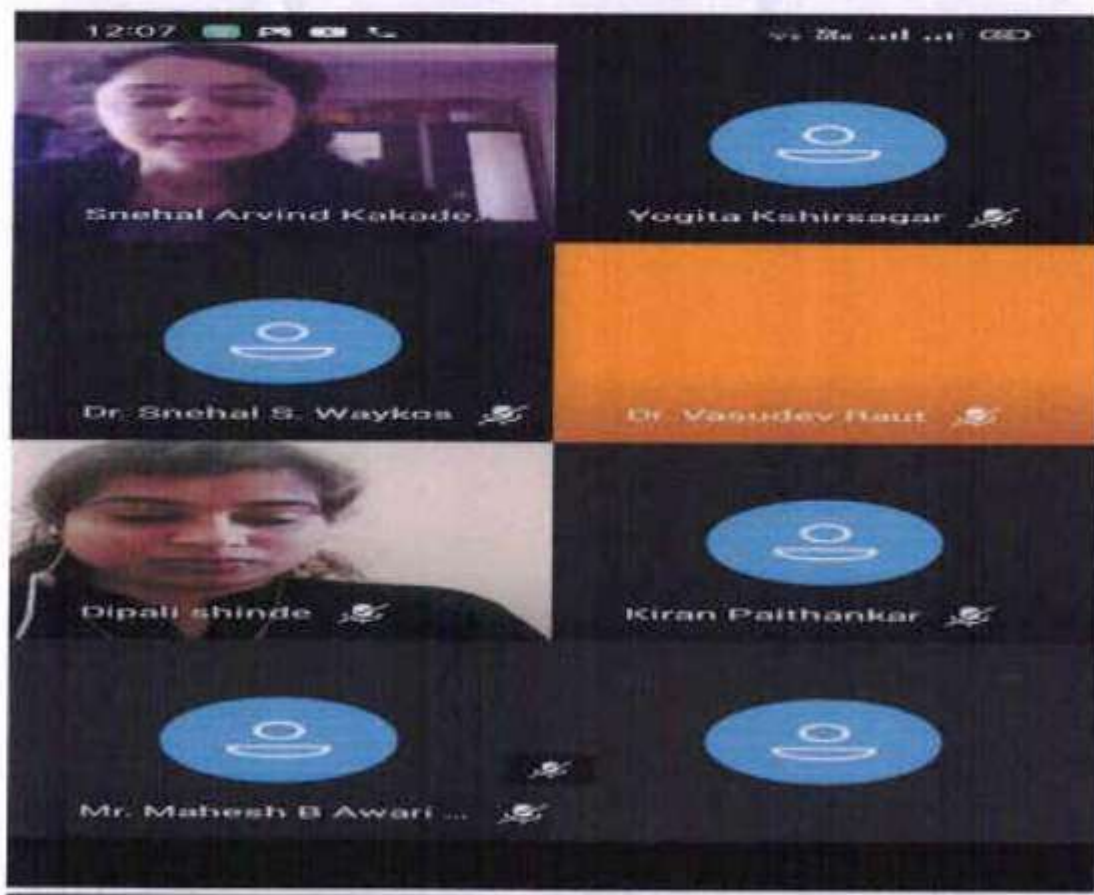 12:07
Snehal Arvind Kakade..
Yogita Kshirsagar
Dr. Snehal S. Waykos
Dr. Vasudev Raut
Dipali shinde
Kiran Paithankar
Mr. Mahesh B Awari ...